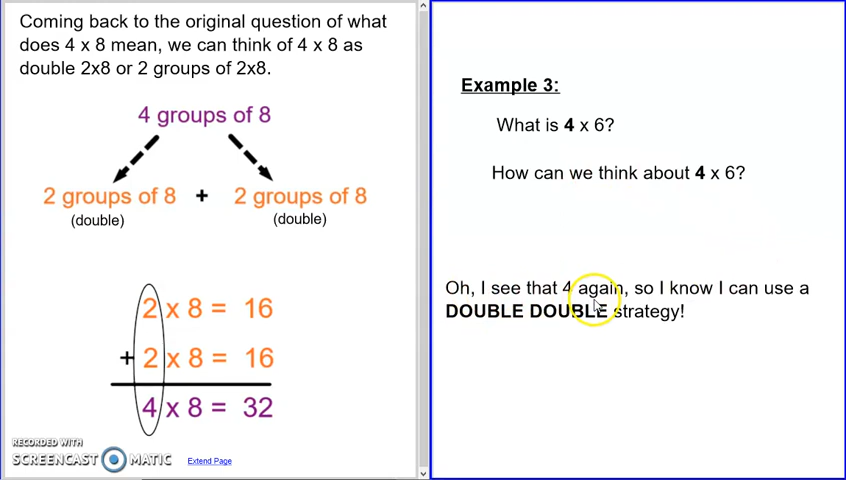 Coming back to the original question of what
does 4 x 8 mean, we can think of 4 x 8 as
double 2x8 or 2 groups of 2x8.
4 groups of 8
2 groups of 8 + 2 groups of 8
(double) (double)
2 x 8 = 16
+ 2 x 8 = 16
4 x 8 = 32
RECORDED WITH
SCREENCAST MATIC
Extend Page
Example 3:
What is 4 x 6?
How can we think about 4 x 6?
Oh, I see that 4 again, so I know I can use a
DOUBLE DOUBLE strategy!